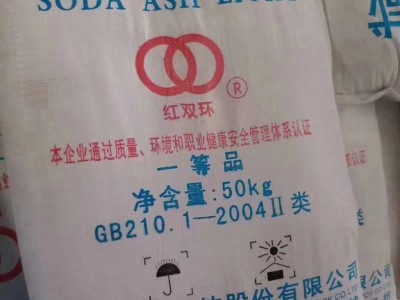 SODA ASH LIGHT
红双环
®
本企业通过质量、环境和职业健康安全管理体系认证
一等品
净含量:50kg
GB210.1—2004Ⅱ类
股份有限公司